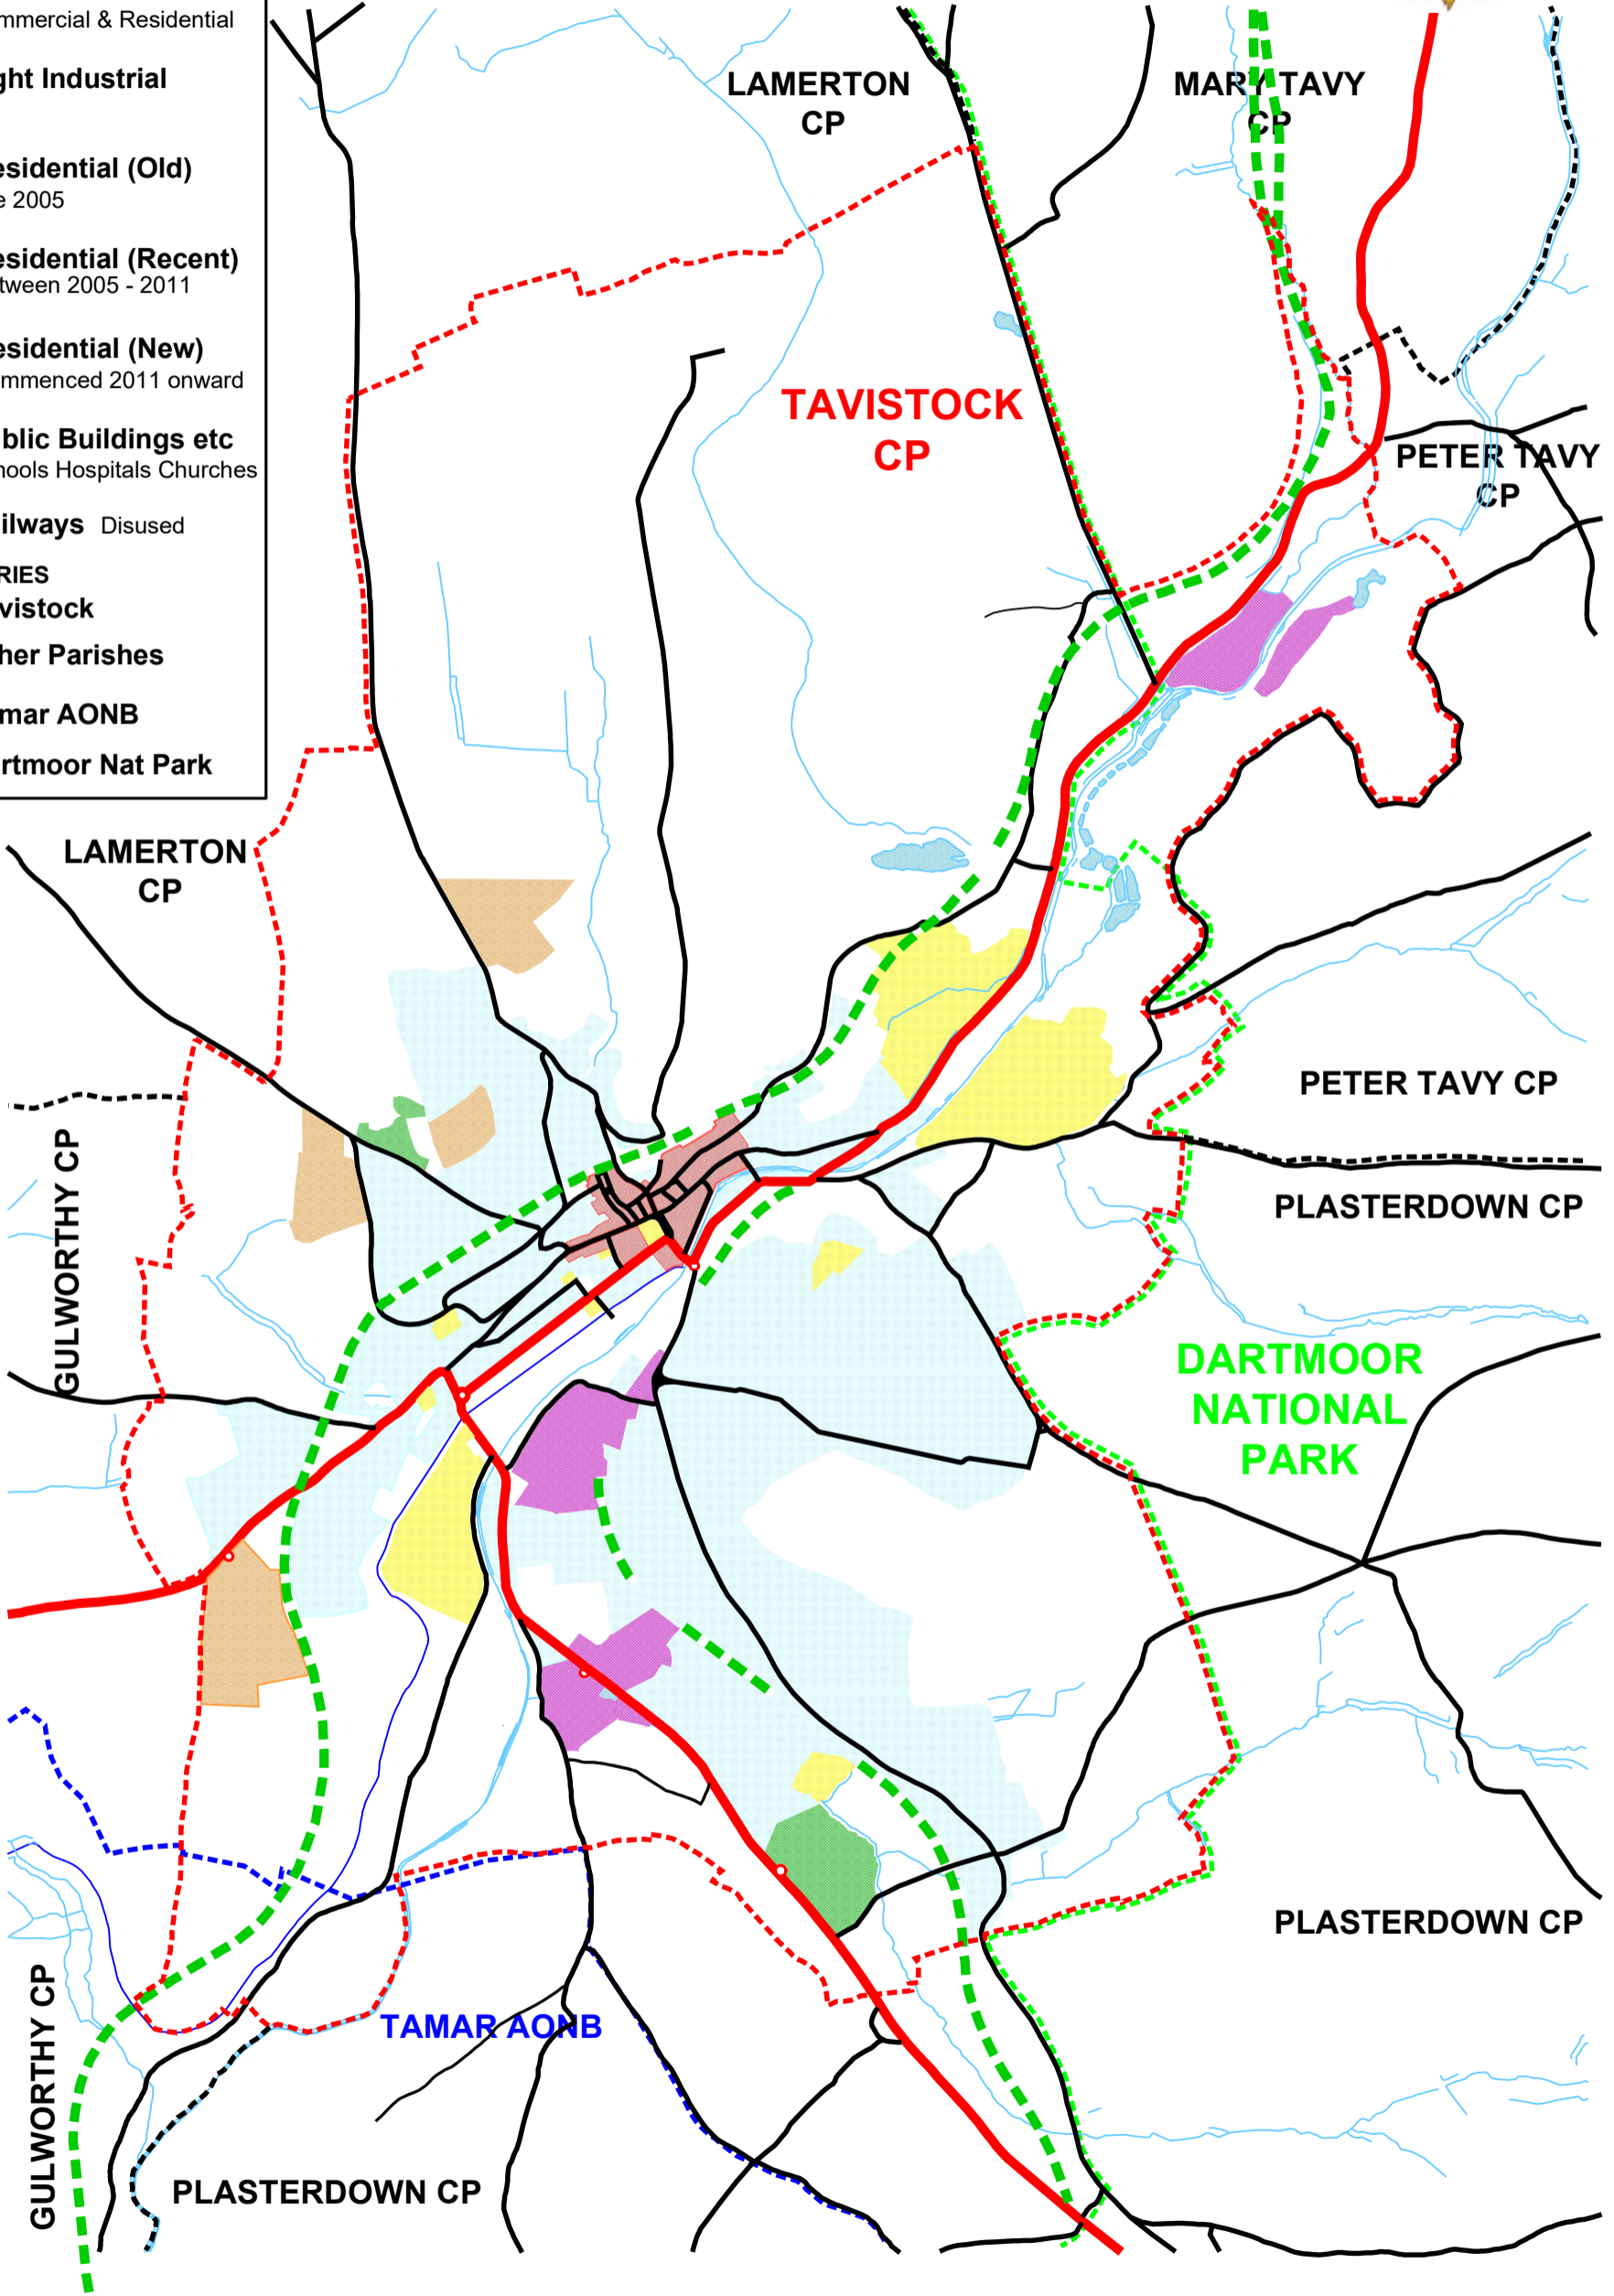 mmercial & Residential
ght Industrial
esidential (Old)
e 2005
esidential (Recent)
tween 2005 - 2011
esidential (New)
mmenced 2011 onward
blic Buildings etc
hools Hospitals Churches
ilways Disused
RIES
vistock
her Parishes
mar AONB
rtmoor Nat Park
LAMERTON
CP
MARY TAVY
CP
TAVISTOCK
CP
PETER TAVY
CP
LAMERTON
CP
PETER TAVY CP
GULWORTHY CP
PLASTERDOWN CP
DARTMOOR
NATIONAL
PARK
PLASTERDOWN CP
GULWORTHY CP
TAMAR AONB
PLASTERDOWN CP